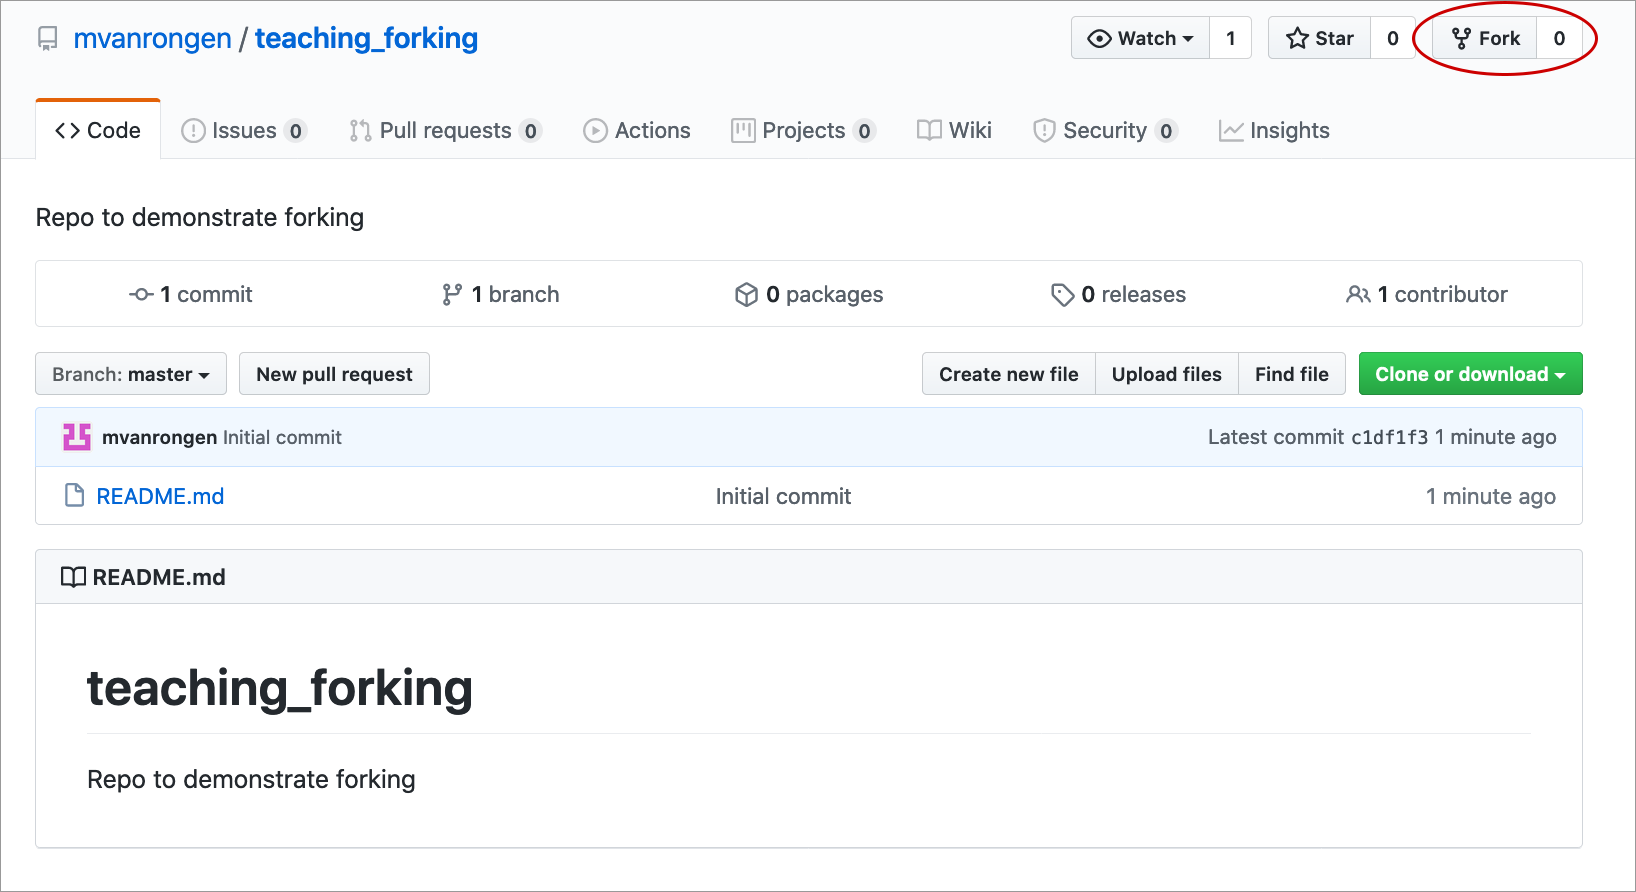 mvanrongen / teaching_forking Watch 1 Star 0 Fork 0
Code Issues 0 Pull requests 0 Actions Projects 0 Wiki Security 0 Insights
Repo to demonstrate forking
1 commit 1 branch 0 packages 0 releases 1 contributor
Branch: master New pull request Create new file Upload files Find file Clone or download
mvanrongen Initial commit Latest commit c1df1f3 1 minute ago
README.md Initial commit 1 minute ago
README.md
teaching_forking
Repo to demonstrate forking